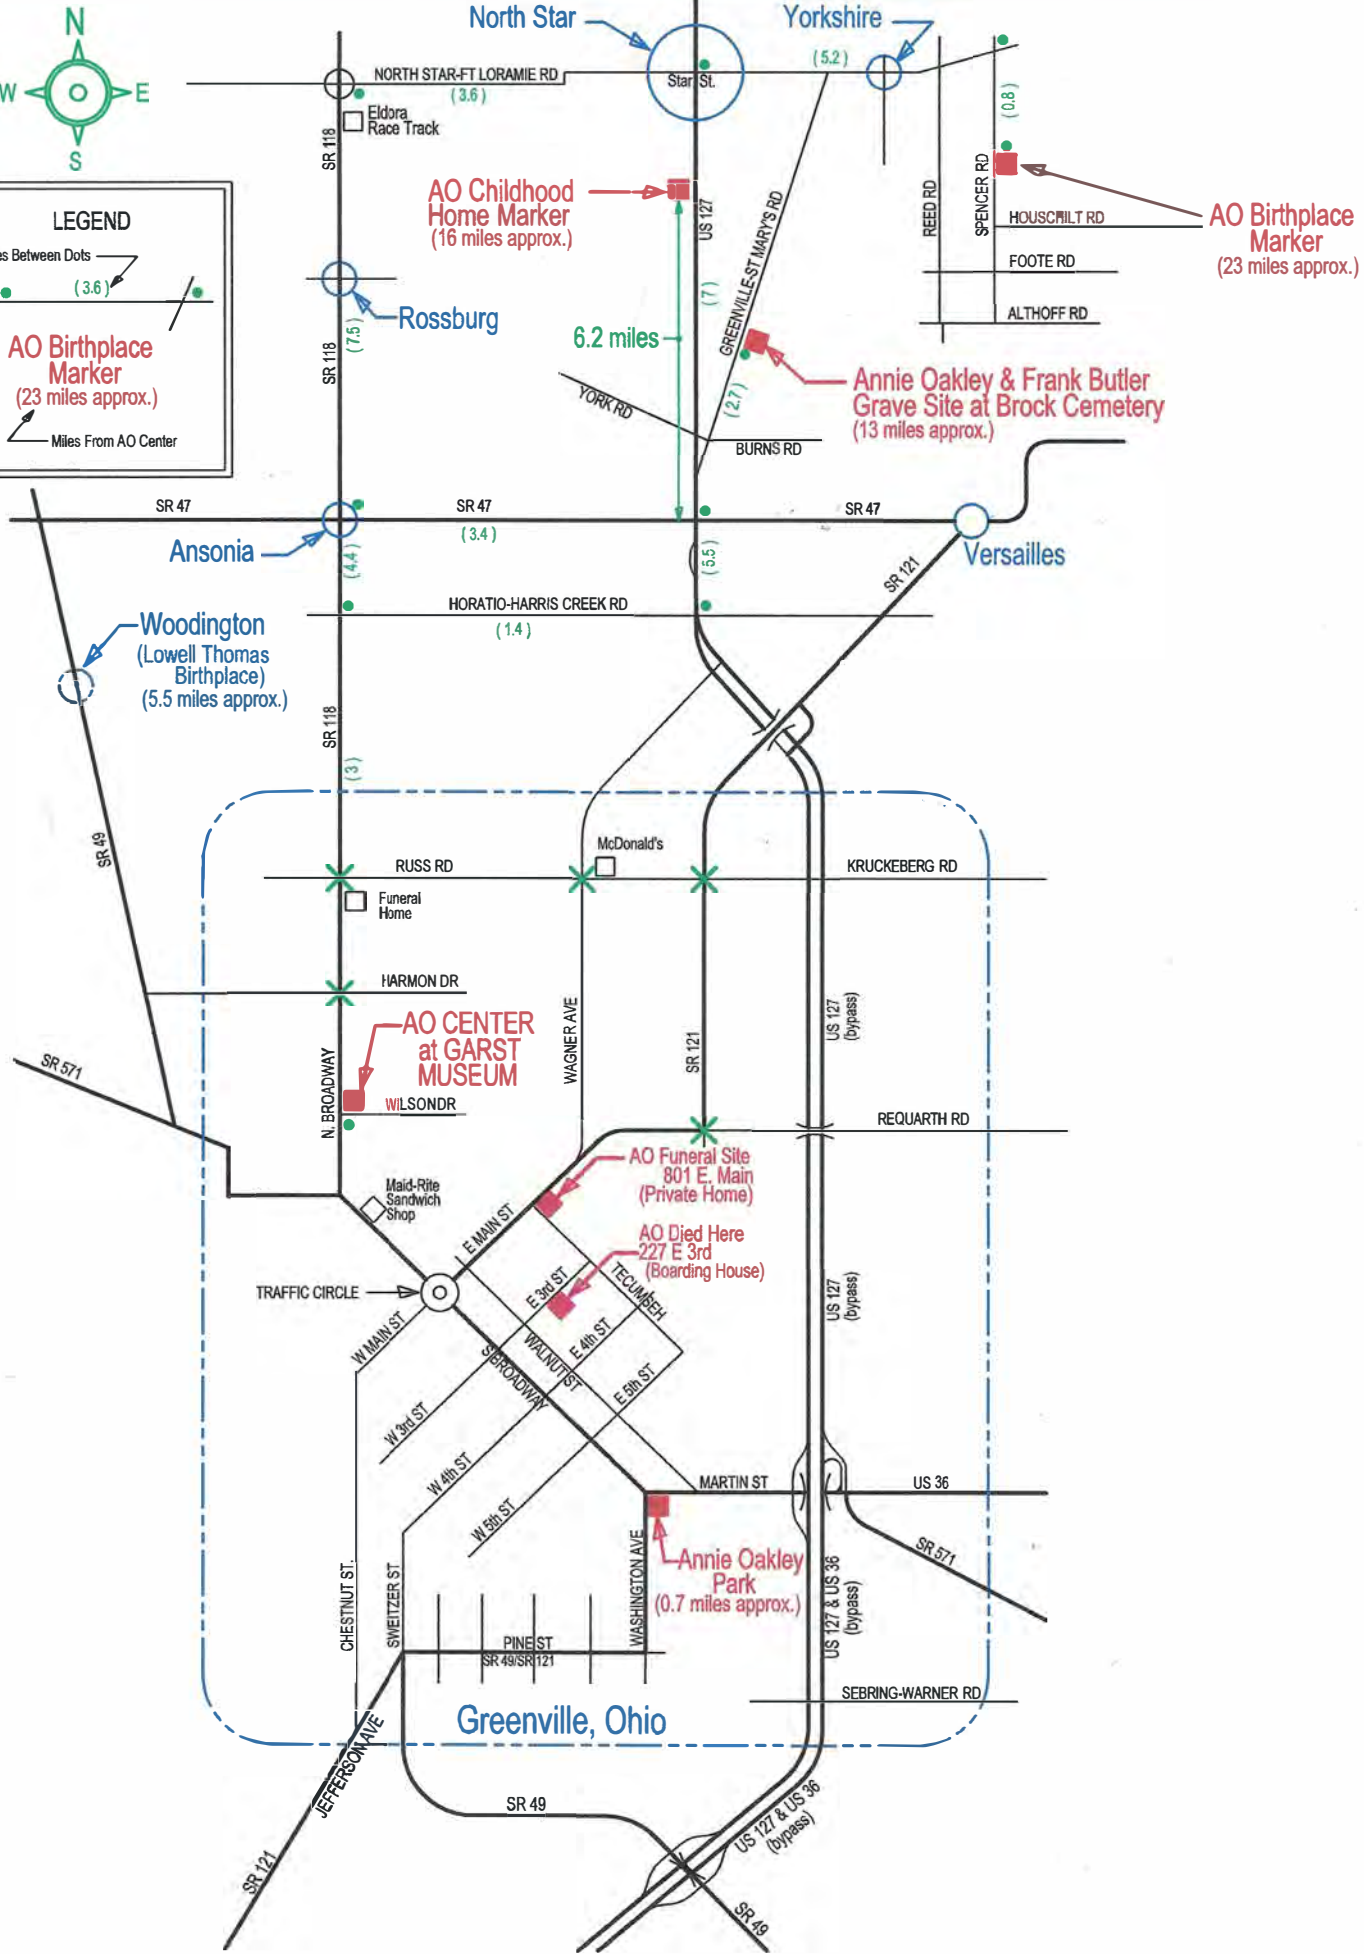 North Star
Yorkshire
N
W
E
S
NORTH STAR-FT LORAMIE RD
(3.6)
Star St.
(5.2)
(0.8)
Eldora
Race Track
SR 118
AO Childhood
Home Marker
(16 miles approx.)
US 127
GREENVILLE-ST MARY'S RD
REED RD
SPENCER RD
HOUSCHILT RD
AO Birthplace
Marker
(23 miles approx.)
FOOTE RD
ALTHOFF RD
LEGEND
es Between Dots
(3.6)
AO Birthplace
Marker
(23 miles approx.)
Miles From AO Center
Rossburg
(7.5)
SR 118
6.2 miles
(7)
YORK RD
(2.7)
Annie Oakley & Frank Butler
Grave Site at Brock Cemetery
(13 miles approx.)
BURNS RD
SR 47
SR 47
SR 47
(3.4)
Ansonia
(4.4)
(5.5)
Versailles
SR 121
HORATIO-HARRIS CREEK RD
(1.4)
Woodington
(Lowell Thomas
Birthplace)
(5.5 miles approx.)
SR 118
(3)
SR 49
RUSS RD
McDonald's
KRUCKEBERG RD
Funeral
Home
HARMON DR
AO CENTER
at GARST
MUSEUM
WILSONDR
N. BROADWAY
WAGNER AVE
SR 121
US 127
(bypass)
SR 571
REQUARTH RD
AO Funeral Site
801 E. Main
(Private Home)
Maid-Rite
Sandwich
Shop
E MAIN ST
AO Died Here
227 E 3rd
(Boarding House)
TRAFFIC CIRCLE
E 3rd ST
TECUMSEH
US 127
(bypass)
W MAIN ST
S BROADWAY
WALNUT ST
E 4th ST
E 5th ST
W 3rd ST
W 4th ST
W 5th ST
MARTIN ST
US 36
SR 571
CHESTNUT ST.
SWEITZER ST
WASHINGTON AVE
Annie Oakley
Park
(0.7 miles approx.)
US 127 & US 36
(bypass)
PINE ST
SR 49/SR 121
SEBRING-WARNER RD
Greenville, Ohio
JEFFERSON AVE
SR 49
US 127 & US 36
(bypass)
SR 121
SR 49